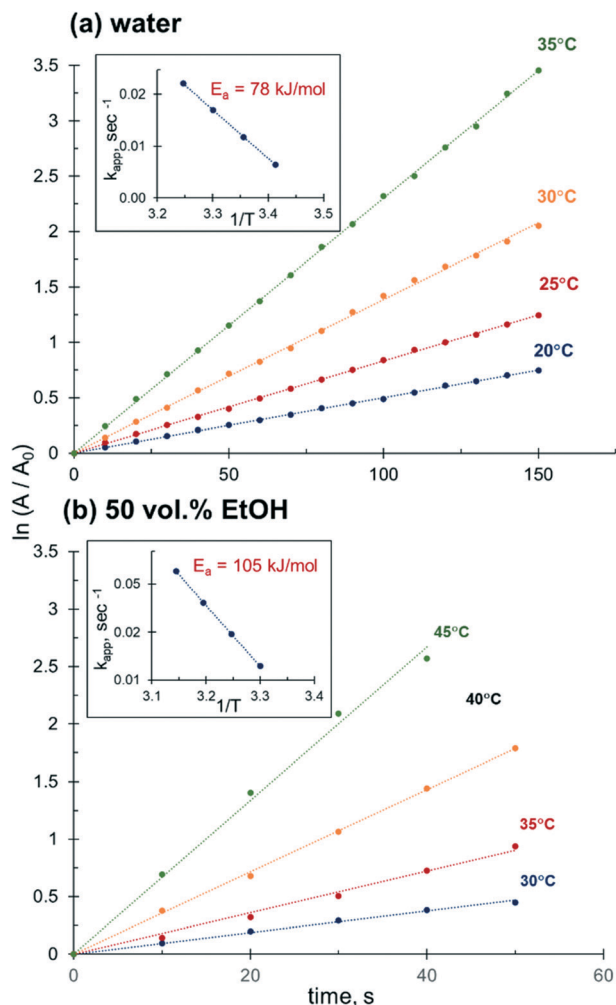 (a) water
35°C
3.5
3
2.5
2
1.5
1
0.5
0
E_a = 78 kJ/mol
k_app, sec ⁻¹
0.02
0.01
0.00
3.2 3.3 3.4 3.5
1/T
30°C
25°C
20°C
0 50 100 150
ln (A / A₀)
(b) 50 vol.% EtOH
3.5
3
2.5
2
1.5
1
0.5
0
E_a = 105 kJ/mol
k_app, sec ⁻¹
0.05
0.02
0.01
3.1 3.2 3.3 3.4
1/T
45°C
40°C
35°C
30°C
0 20 40 60
time, s